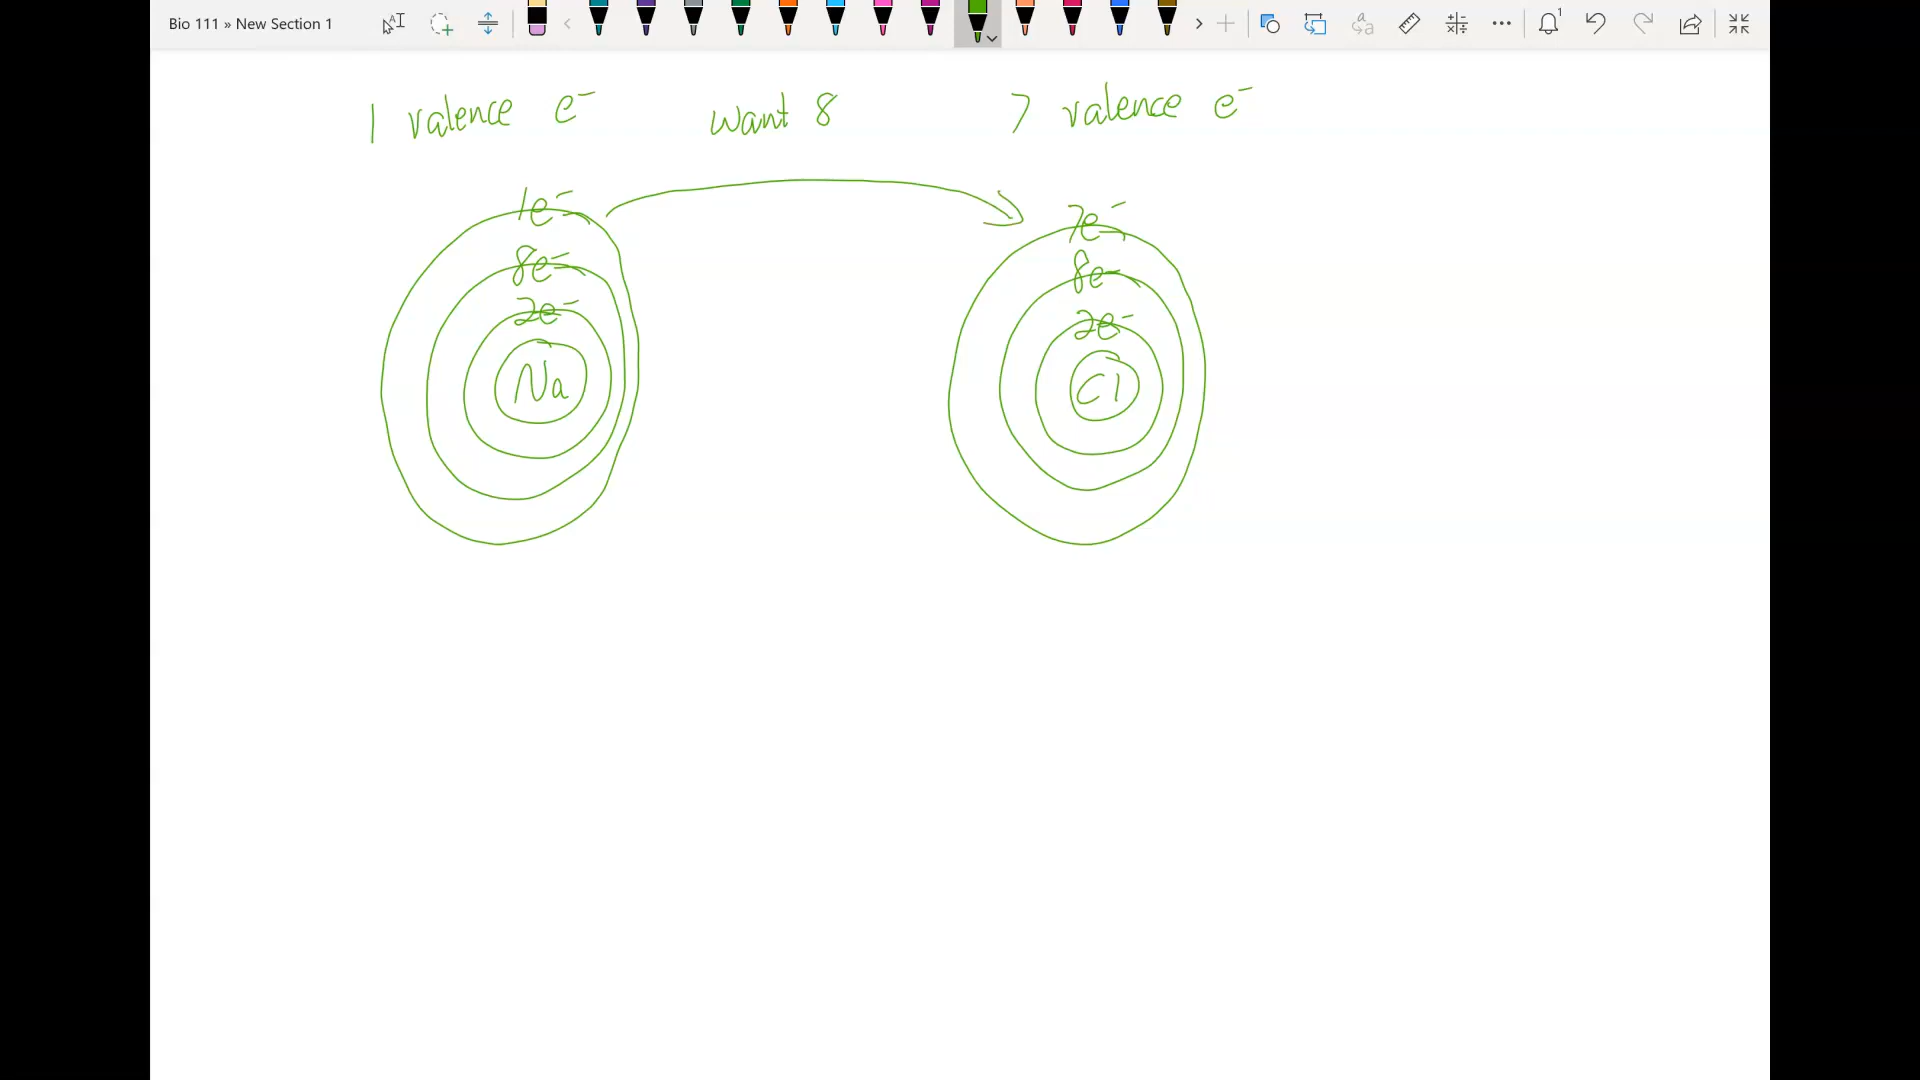 Bio 111 » New Section 1
1 valence e⁻ want 8 7 valence e⁻
1e⁻
8e⁻
2e⁻
Na
7e⁻
8e⁻
2e⁻
Cl